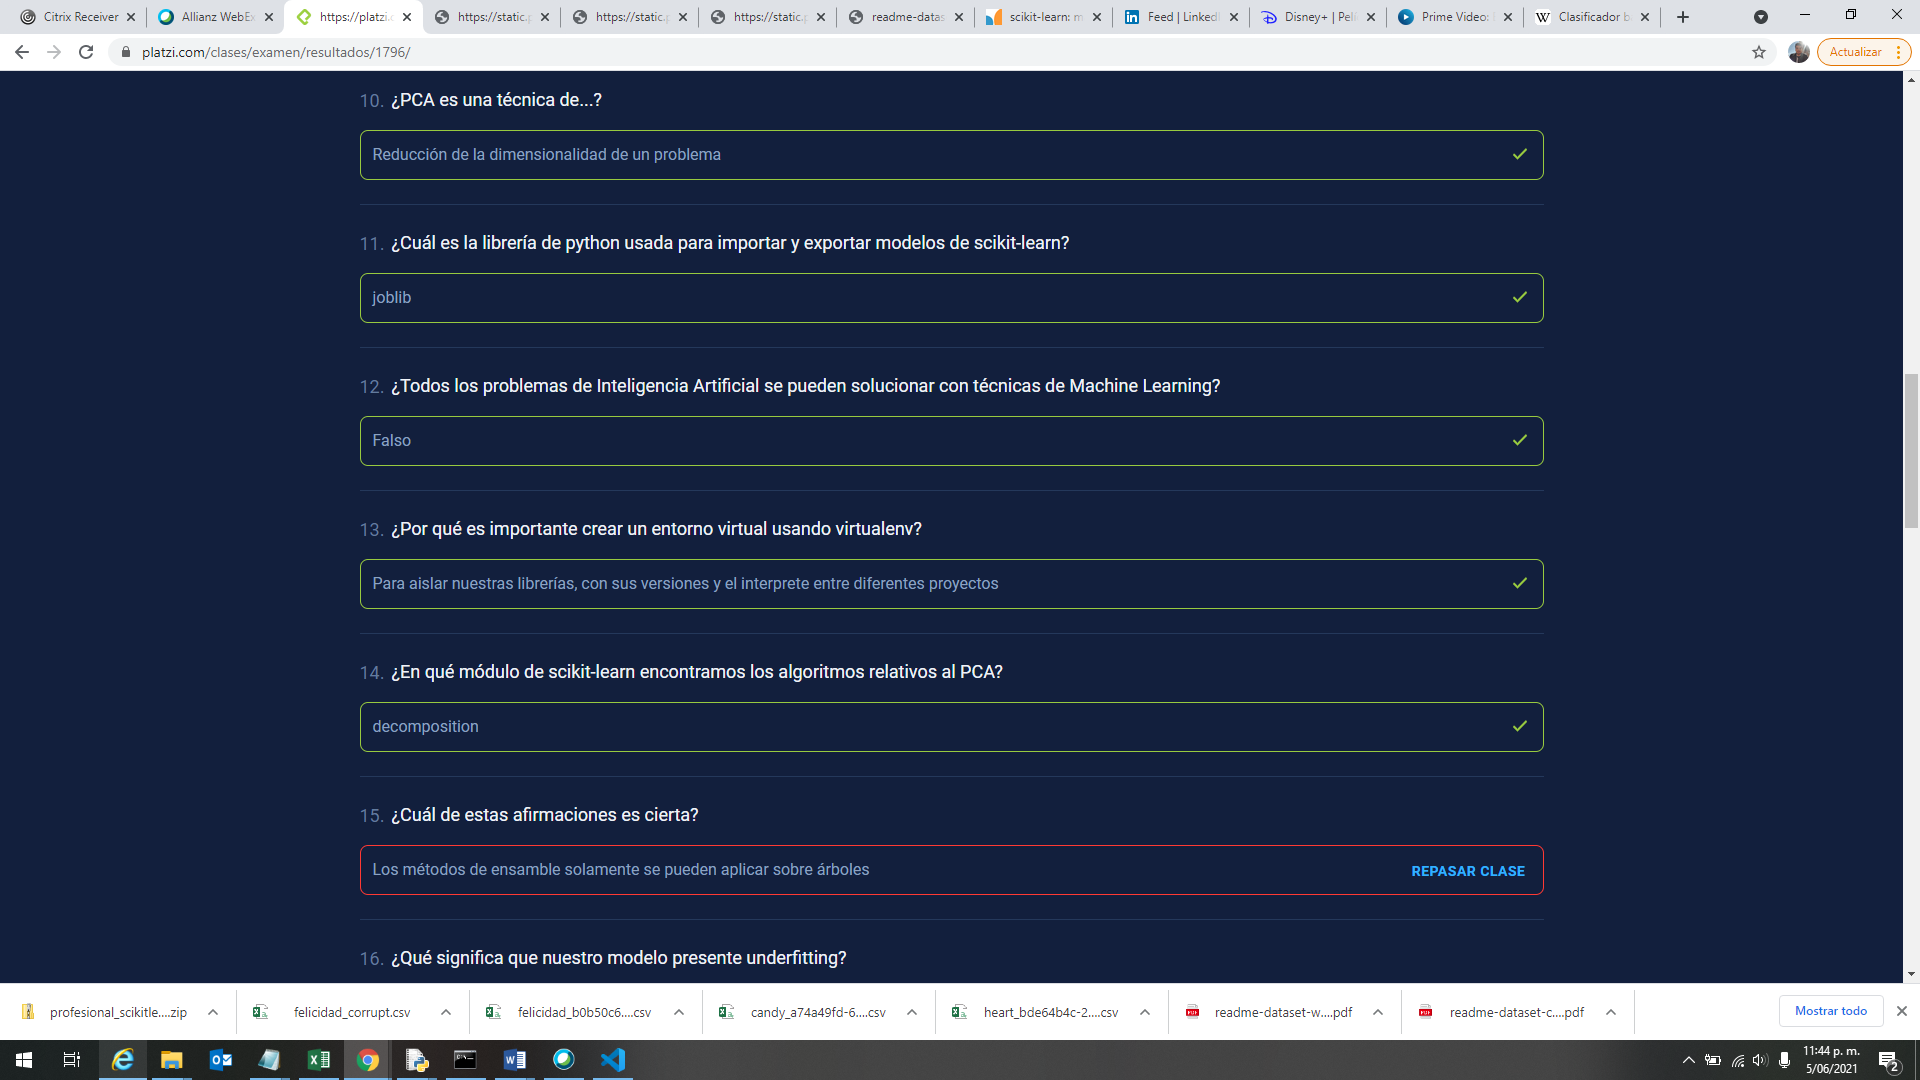 Citrix Receiver
Allianz WebEx
https://platzi.c
https://static.p
https://static.p
https://static.p
readme-datas
scikit-learn: m
Feed | LinkedI
Disney+ | Pelí
Prime Video:
Clasificador b
platzi.com/clases/examen/resultados/1796/
Actualizar
10. ¿PCA es una técnica de...?
Reducción de la dimensionalidad de un problema
11. ¿Cuál es la librería de python usada para importar y exportar modelos de scikit-learn?
joblib
12. ¿Todos los problemas de Inteligencia Artificial se pueden solucionar con técnicas de Machine Learning?
Falso
13. ¿Por qué es importante crear un entorno virtual usando virtualenv?
Para aislar nuestras librerías, con sus versiones y el interprete entre diferentes proyectos
14. ¿En qué módulo de scikit-learn encontramos los algoritmos relativos al PCA?
decomposition
15. ¿Cuál de estas afirmaciones es cierta?
Los métodos de ensamble solamente se pueden aplicar sobre árboles
REPASAR CLASE
16. ¿Qué significa que nuestro modelo presente underfitting?
profesional_scikitle....zip
felicidad_corrupt.csv
felicidad_b0b50c6....csv
candy_a74a49fd-6....csv
heart_bde64b4c-2....csv
readme-dataset-w....pdf
readme-dataset-c....pdf
Mostrar todo
11:44 p. m.
5/06/2021
2